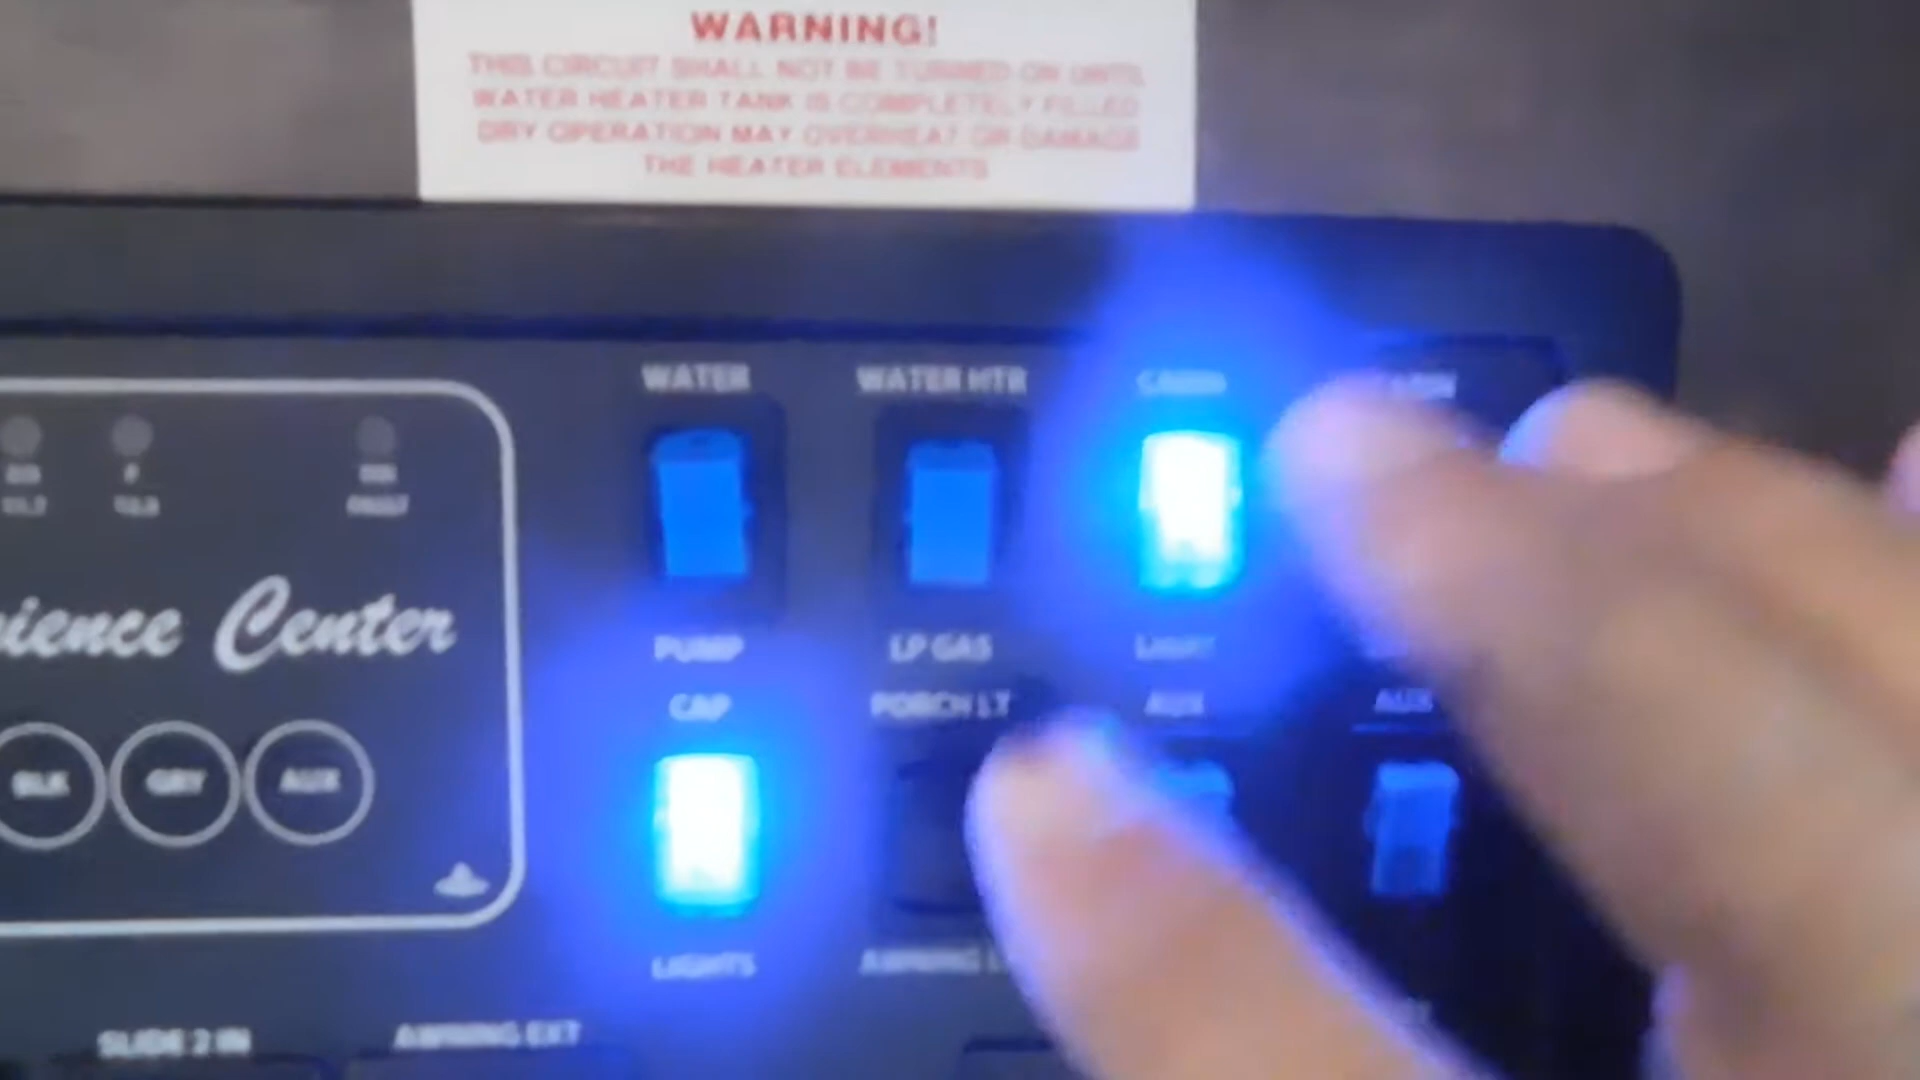 WARNING!
THIS CIRCUIT SHALL NOT BE TURNED ON UNTIL
WATER HEATER TANK IS COMPLETELY FILLED
DRY OPERATION MAY OVERHEAT OR DAMAGE
THE HEATER ELEMENTS
WATER
WATER HTR
CABIN
CABIN
PUMP
LP GAS
LIGHT
CAP
PORCH LT
AUX
AUX
Center
BLK
GRY
AUX
LIGHTS
AWNING
SLIDE 2 IN
AWNING EXT